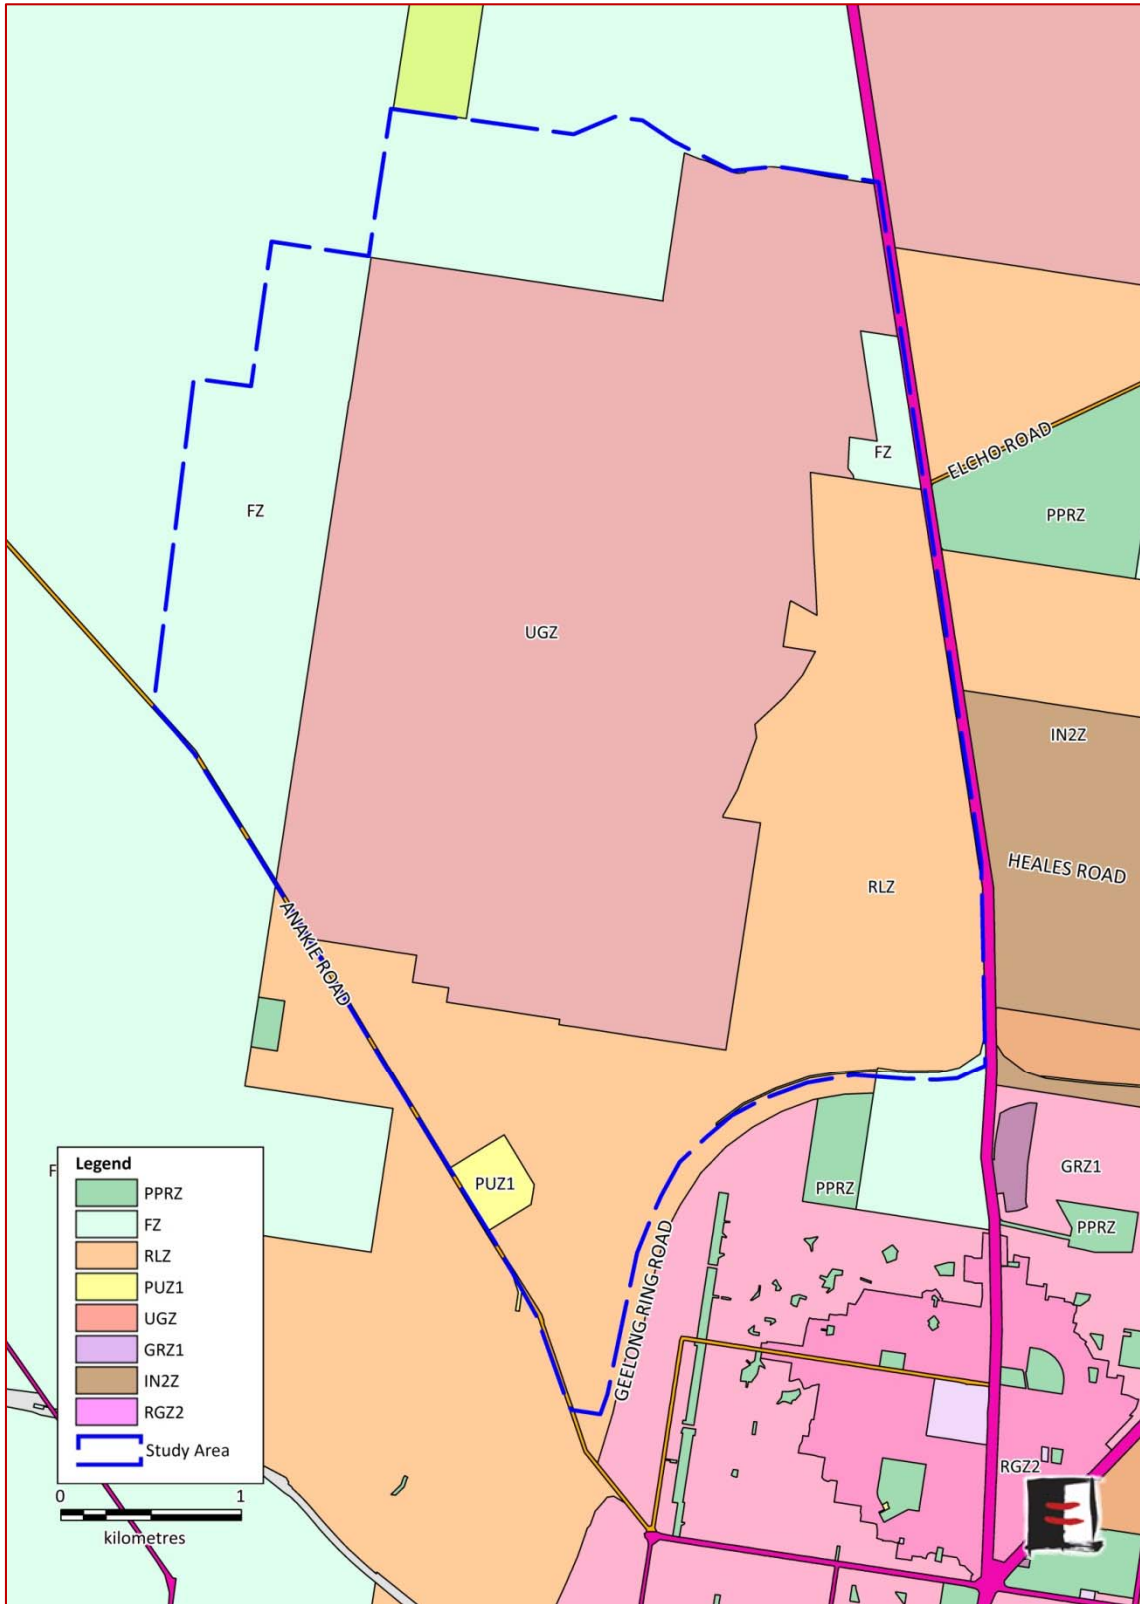 FZ
ELCHO ROAD
PPRZ
FZ
UGZ
IN2Z
HEALES ROAD
RLZ
ANAKIE ROAD
PUZ1
PPRZ
GRZ1
PPRZ
GEELONG RING ROAD
RGZ2
F
Legend
PPRZ
FZ
RLZ
PUZ1
UGZ
GRZ1
IN2Z
RGZ2
Study Area
0 1
kilometres